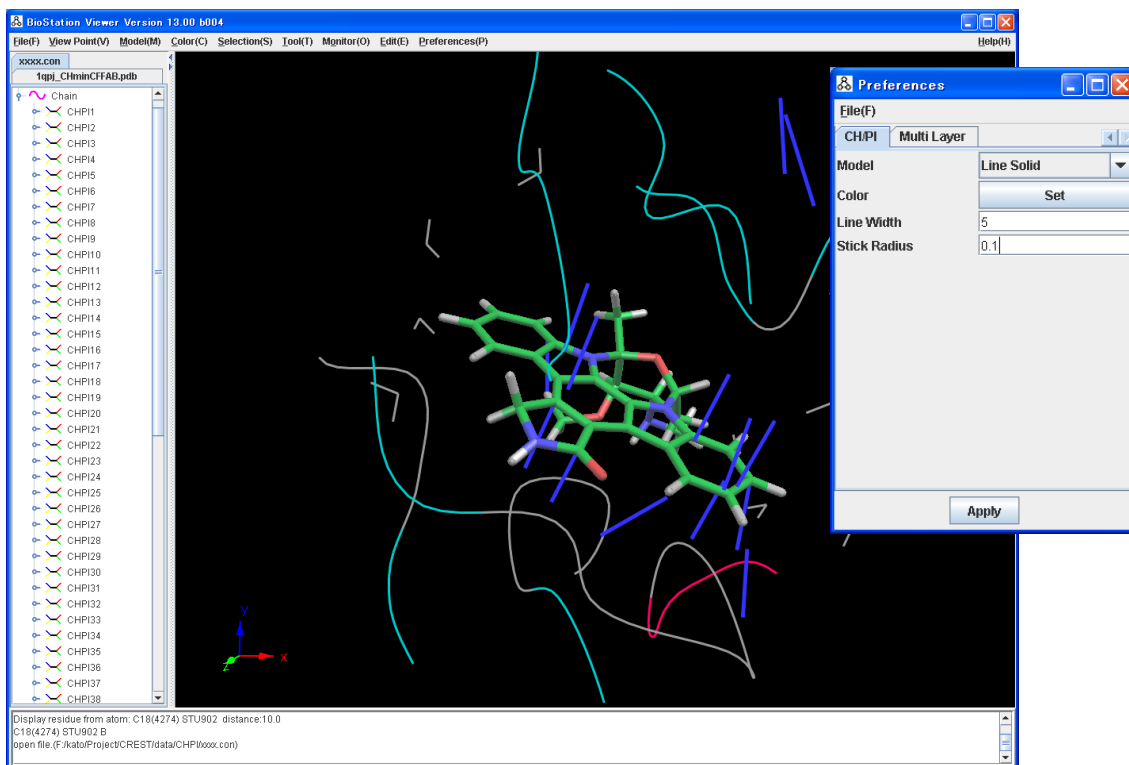 BioStation Viewer Version 13.00 b004
File(F) View Point(V) Model(M) Color(C) Selection(S) Tool(T) Monitor(O) Edit(E) Preferences(P) Help(H)
xxxx.con
1qpj_CHminCFFAB.pdb
Chain
CHPI1
CHPI2
CHPI3
CHPI4
CHPI5
CHPI6
CHPI7
CHPI8
CHPI9
CHPI10
CHPI11
CHPI12
CHPI13
CHPI14
CHPI15
CHPI16
CHPI17
CHPI18
CHPI19
CHPI20
CHPI21
CHPI22
CHPI23
CHPI24
CHPI25
CHPI26
CHPI27
CHPI28
CHPI29
CHPI30
CHPI31
CHPI32
CHPI33
CHPI34
CHPI35
CHPI36
CHPI37
CHPI38
Y
X
Z
Preferences
File(F)
CH/PI Multi Layer
Model Line Solid
Color Set
Line Width 5
Stick Radius 0.1
Apply
Display residue from atom: C18(4274) STU902 distance:10.0
C18(4274) STU902 B
open file.(F:/kato/Project/CREST/data/CHPI/xxxx.con)